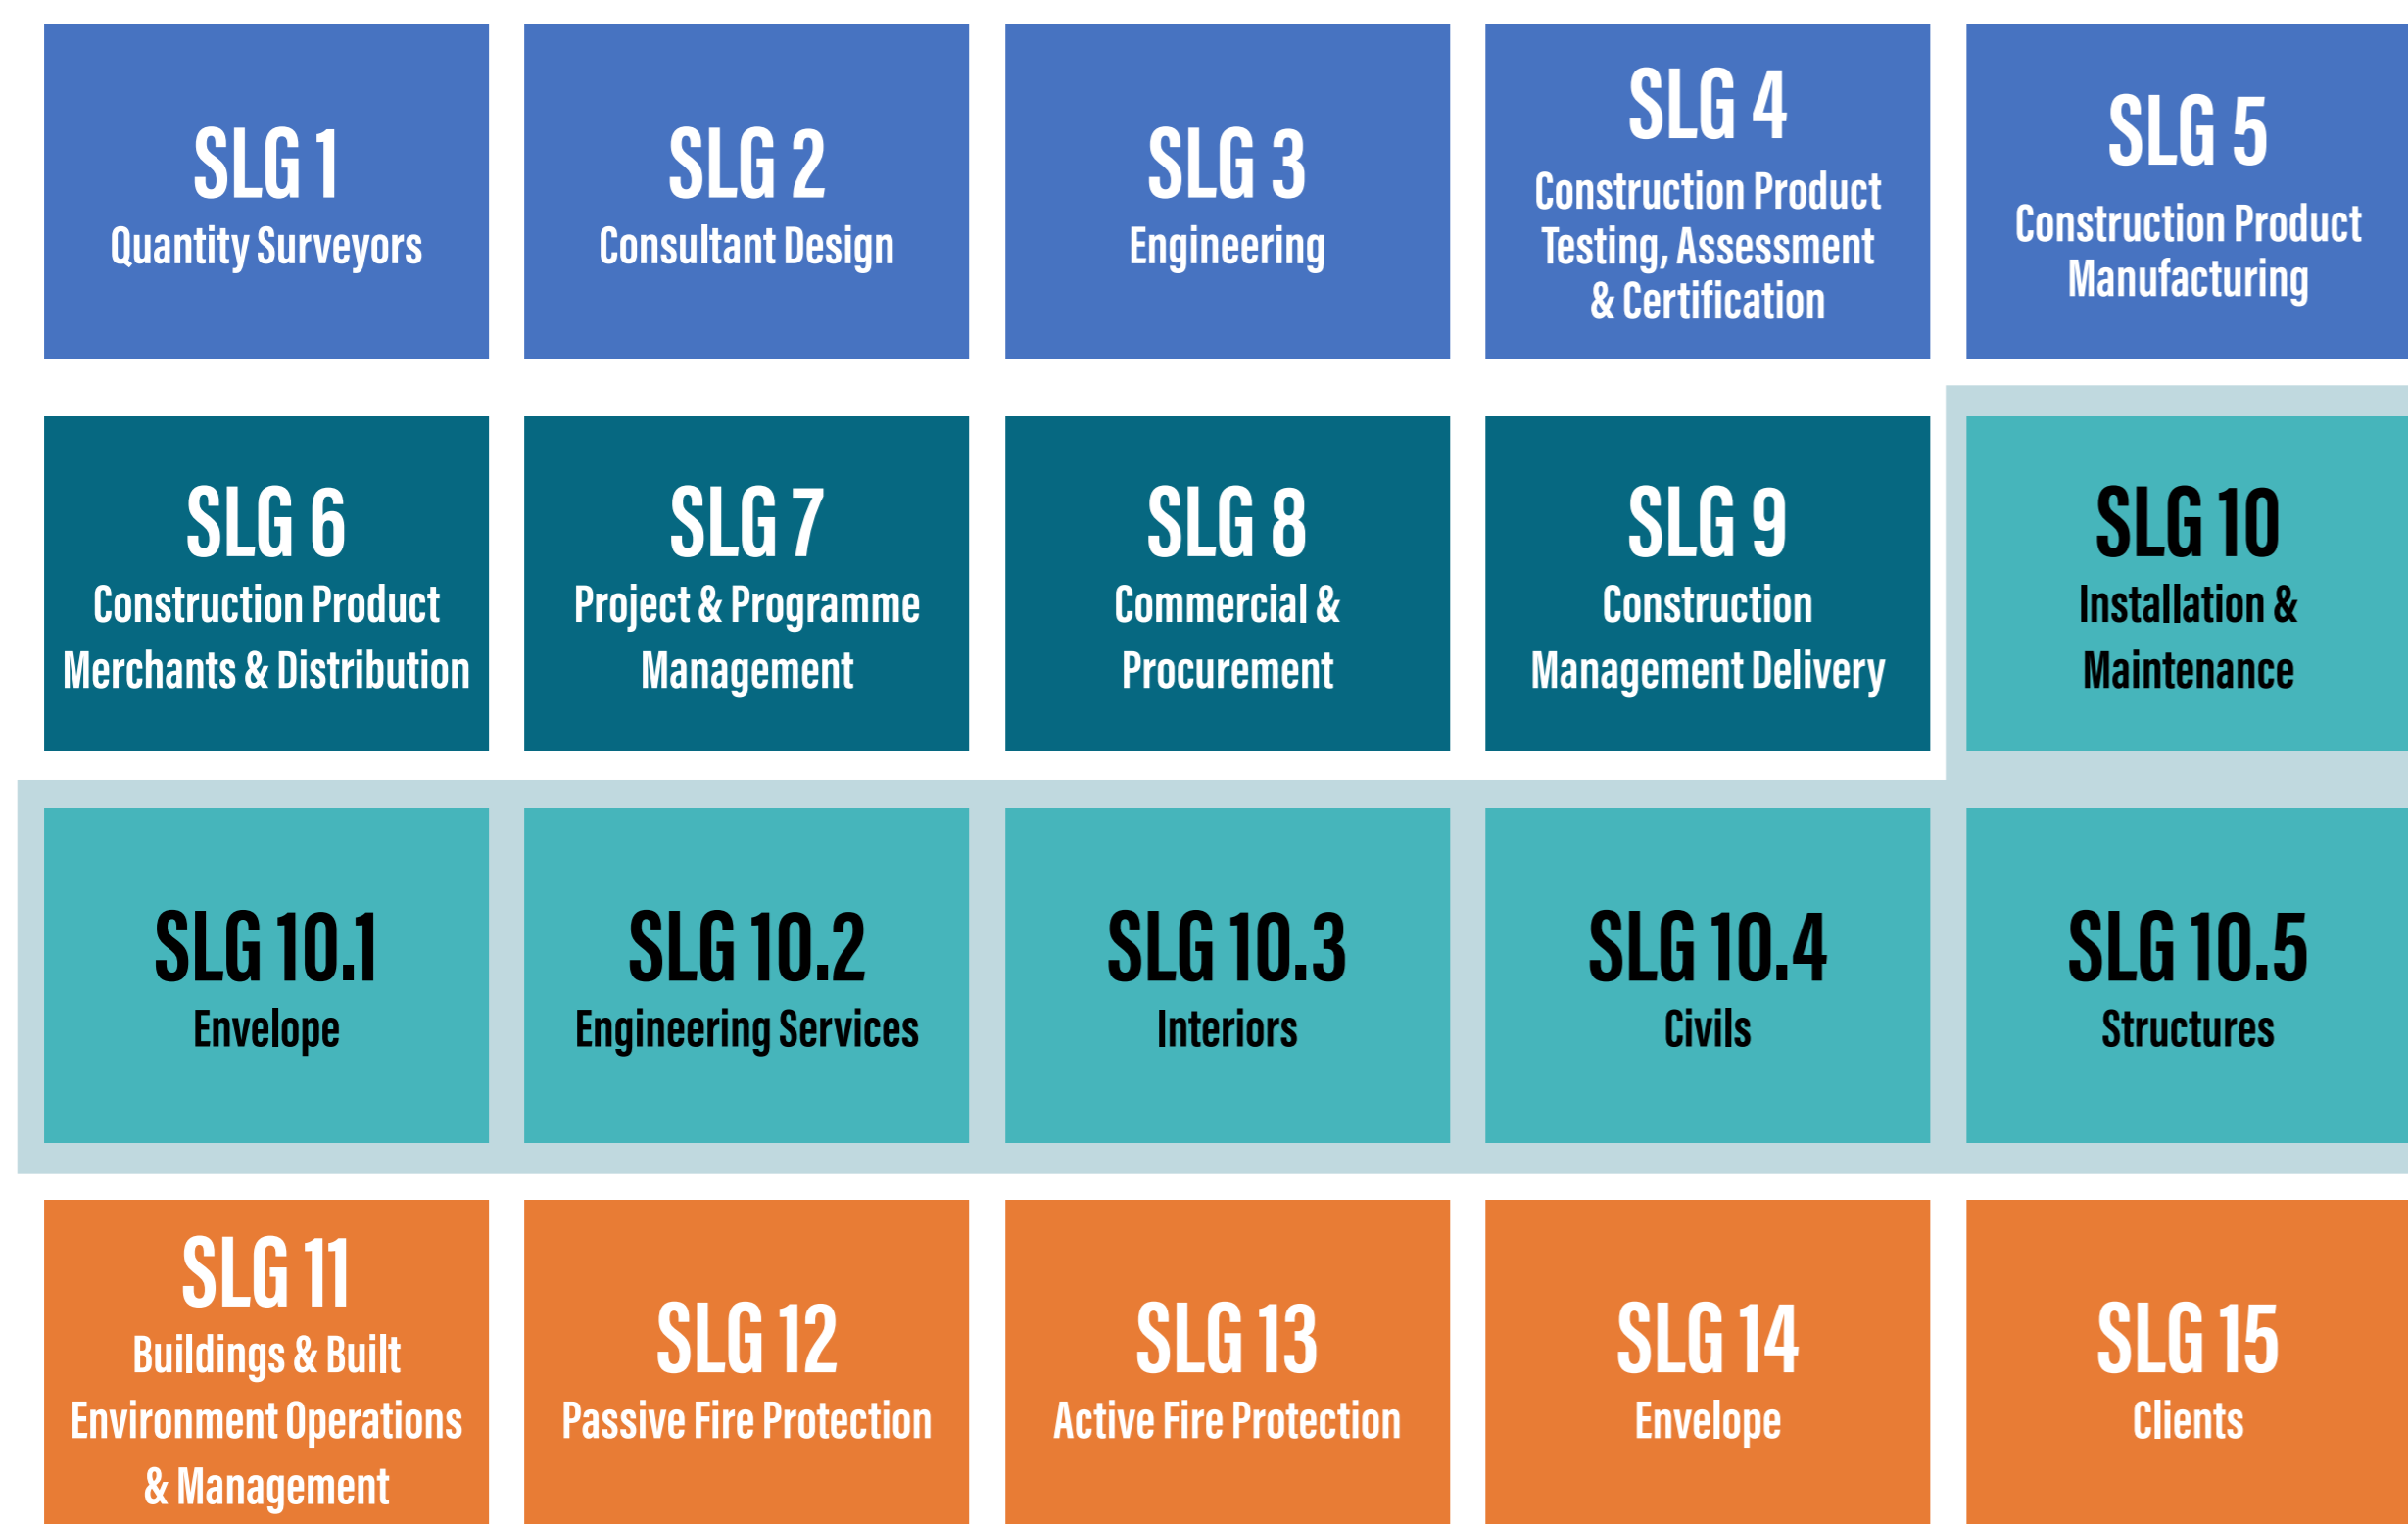 SLG 1
Quantity Surveyors
SLG 2
Consultant Design
SLG 3
Engineering
SLG 4
Construction Product
Testing, Assessment
& Certification
SLG 5
Construction Product
Manufacturing
SLG 6
Construction Product
Merchants & Distribution
SLG 7
Project & Programme
Management
SLG 8
Commercial &
Procurement
SLG 9
Construction
Management Delivery
SLG 10
Installation &
Maintenance
SLG 10.1
Envelope
SLG 10.2
Engineering Services
SLG 10.3
Interiors
SLG 10.4
Civils
SLG 10.5
Structures
SLG 11
Buildings & Built
Environment Operations
& Management
SLG 12
Passive Fire Protection
SLG 13
Active Fire Protection
SLG 14
Envelope
SLG 15
Clients